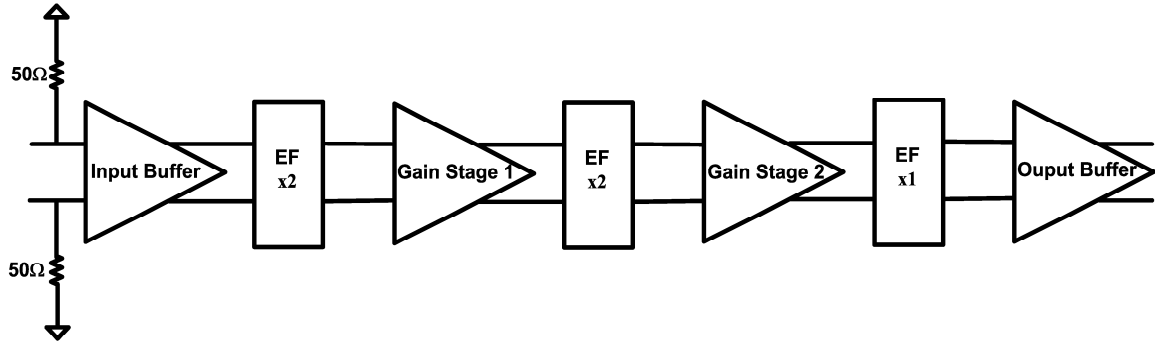 50Ω
Input Buffer
EF
x2
Gain Stage 1
EF
x2
Gain Stage 2
EF
x1
Ouput Buffer
50Ω